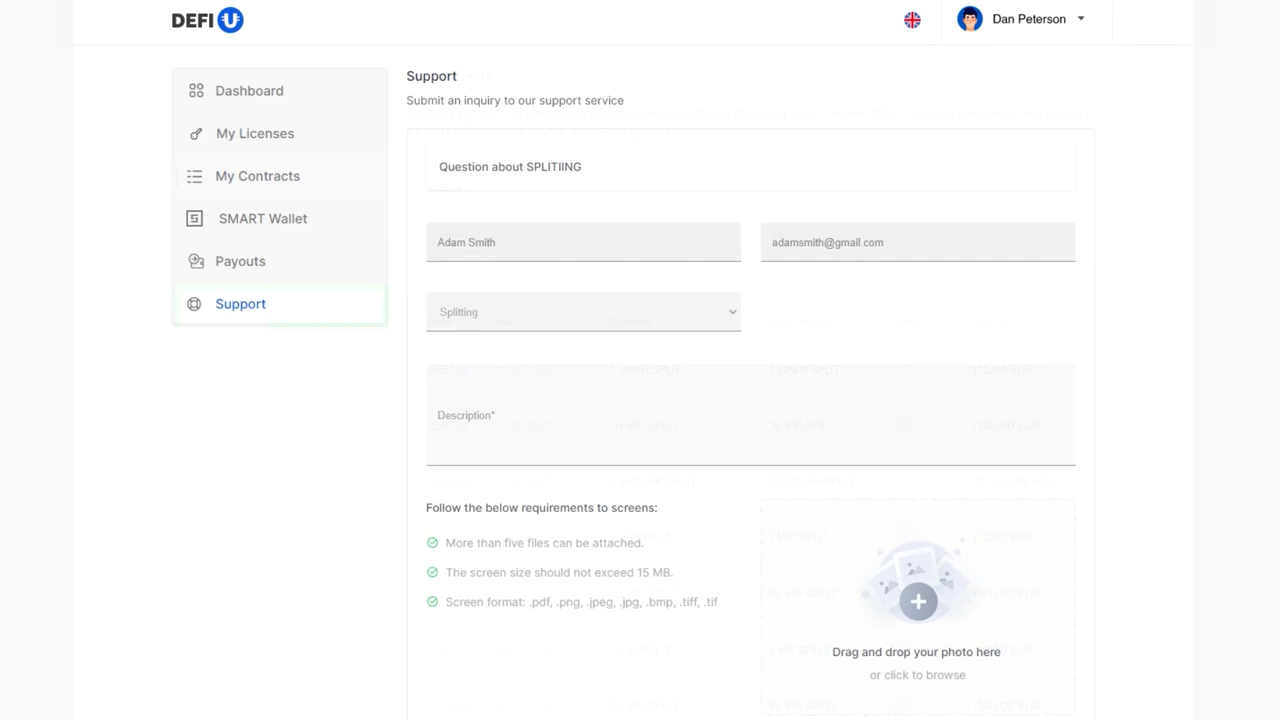 DEFI U
Dan Peterson
Dashboard
My Licenses
My Contracts
SMART Wallet
Payouts
Support
Support
Submit an inquiry to our support service
Question about SPLITIING
Adam Smith
adamsmith@gmail.com
Splitting
Description*
Follow the below requirements to screens:
More than five files can be attached.
The screen size should not exceed 15 MB.
Screen format: .pdf, .png, .jpeg, .jpg, .bmp, .tiff, .tif
Drag and drop your photo here
or click to browse